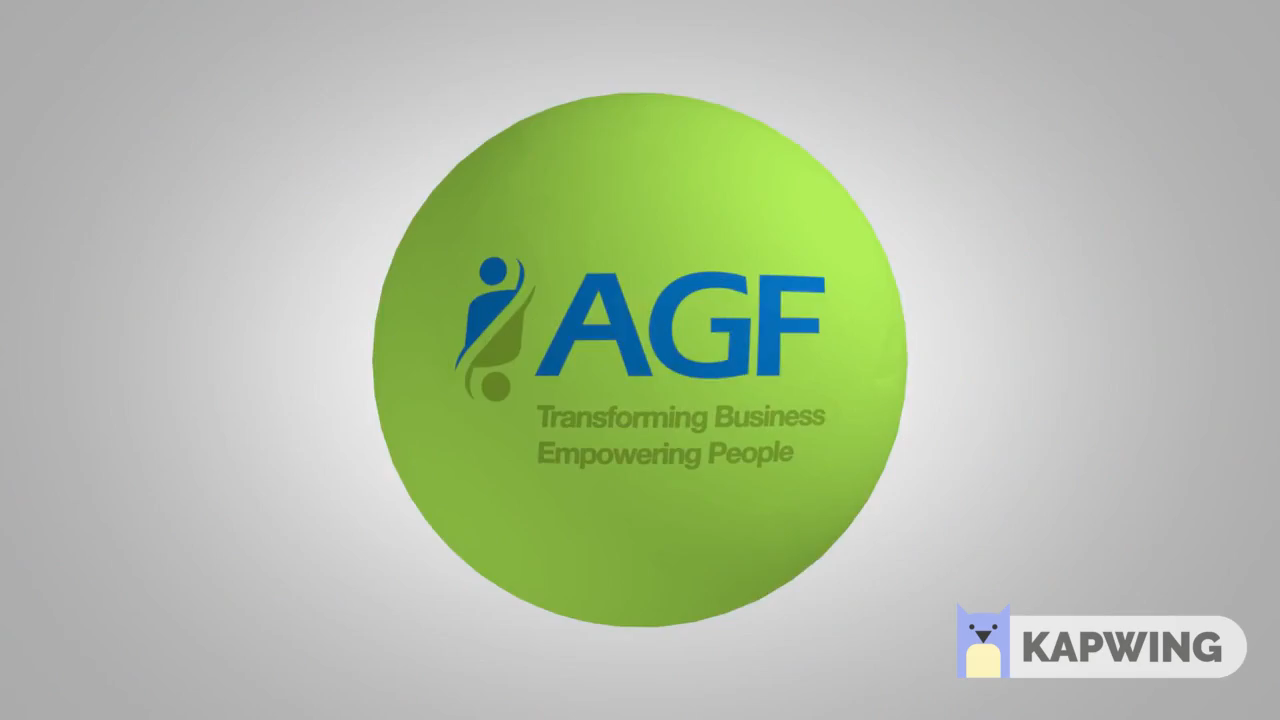 AGF
Transforming Business
Empowering People
KAPWING